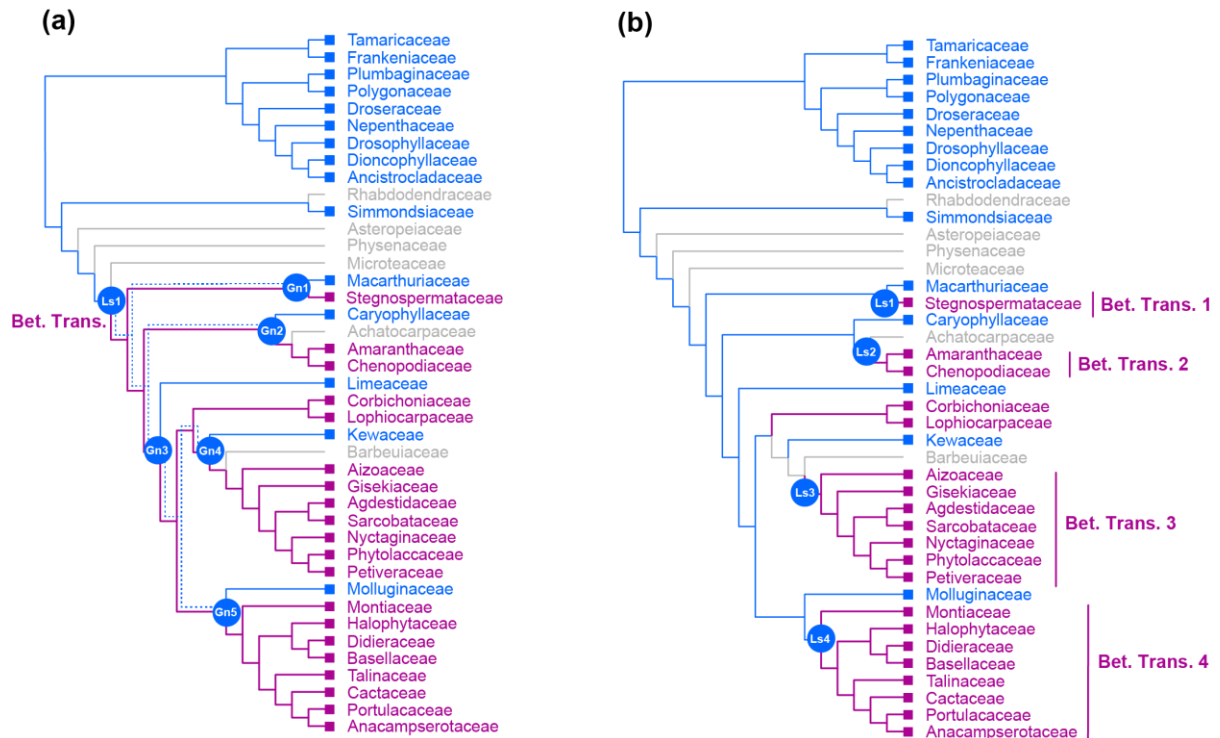 (a)
Tamaricaceae
Frankeniaceae
Plumbaginaceae
Polygonaceae
Droseraceae
Nepenthaceae
Drosophyllaceae
Dioncophyllaceae
Ancistrocladaceae
Rhabdodendraceae
Simmondsiaceae
Asteropeiaceae
Physenaceae
Microteaceae
Macarthuriaceae
Stegnospermataceae
Caryophyllaceae
Achatocarpaceae
Amaranthaceae
Chenopodiaceae
Limeaceae
Corbichoniaceae
Lophiocarpaceae
Kewaceae
Barbeuiaceae
Aizoaceae
Gisekiaceae
Agdestidaceae
Sarcobataceae
Nyctaginaceae
Phytolaccaceae
Petiveraceae
Molluginaceae
Montiaceae
Halophytaceae
Didieraceae
Basellaceae
Talinaceae
Cactaceae
Portulacaceae
Anacampserotaceae
Bet. Trans.
Ls1
Gn1
Gn2
Gn3
Gn4
Gn5
(b)
Tamaricaceae
Frankeniaceae
Plumbaginaceae
Polygonaceae
Droseraceae
Nepenthaceae
Drosophyllaceae
Dioncophyllaceae
Ancistrocladaceae
Rhabdodendraceae
Simmondsiaceae
Asteropeiaceae
Physenaceae
Microteaceae
Macarthuriaceae
Stegnospermataceae
Caryophyllaceae
Achatocarpaceae
Amaranthaceae
Chenopodiaceae
Limeaceae
Corbichoniaceae
Lophiocarpaceae
Kewaceae
Barbeuiaceae
Aizoaceae
Gisekiaceae
Agdestidaceae
Sarcobataceae
Nyctaginaceae
Phytolaccaceae
Petiveraceae
Molluginaceae
Montiaceae
Halophytaceae
Didieraceae
Basellaceae
Talinaceae
Cactaceae
Portulacaceae
Anacampserotaceae
Ls1
Ls2
Ls3
Ls4
Bet. Trans. 1
Bet. Trans. 2
Bet. Trans. 3
Bet. Trans. 4